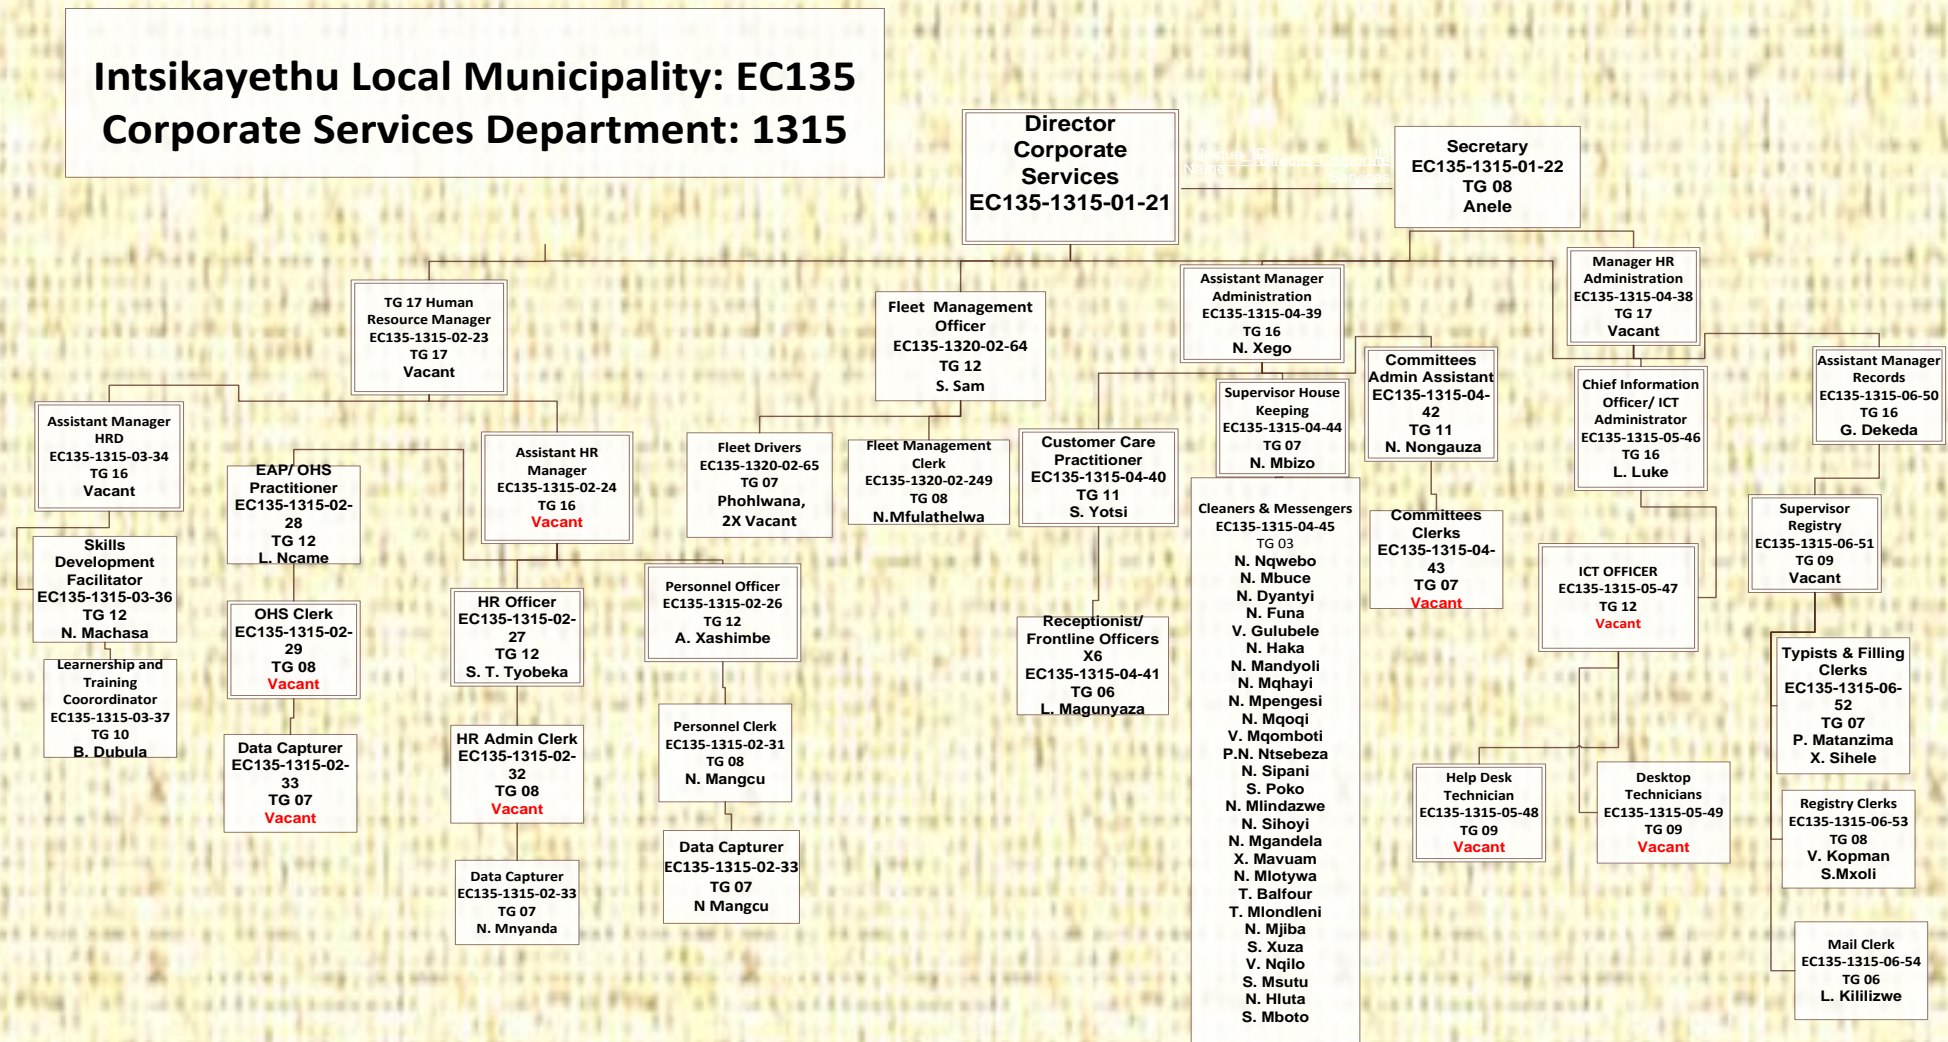 Intsikayethu Local Municipality: EC135
Corporate Services Department: 1315
Director
Corporate
Services
EC135-1315-01-21
Secretary
EC135-1315-01-22
TG 08
Anele
TG 17 Human
Resource Manager
EC135-1315-02-23
TG 17
Vacant
Fleet Management
Officer
EC135-1320-02-64
TG 12
S. Sam
Assistant Manager
Administration
EC135-1315-04-39
TG 16
N. Xego
Manager HR
Administration
EC135-1315-04-38
TG 17
Vacant
Assistant Manager
HRD
EC135-1315-03-34
TG 16
Vacant
EAP/ OHS
Practitioner
EC135-1315-02-
28
TG 12
L. Ncame
Assistant HR
Manager
EC135-1315-02-24
TG 16
Vacant
Fleet Drivers
EC135-1320-02-65
TG 07
Phohlwana,
2X Vacant
Fleet Management
Clerk
EC135-1320-02-249
TG 08
N.Mfulathelwa
Customer Care
Practitioner
EC135-1315-04-40
TG 11
S. Yotsi
Supervisor House
Keeping
EC135-1315-04-44
TG 07
N. Mbizo
Committees
Admin Assistant
EC135-1315-04-
42
TG 11
N. Nongauza
Chief Information
Officer/ ICT
Administrator
EC135-1315-05-46
TG 16
L. Luke
Assistant Manager
Records
EC135-1315-06-50
TG 16
G. Dekeda
Skills
Development
Facilitator
EC135-1315-03-36
TG 12
N. Machasa
OHS Clerk
EC135-1315-02-
29
TG 08
Vacant
HR Officer
EC135-1315-02-
27
TG 12
S. T. Tyobeka
Personnel Officer
EC135-1315-02-26
TG 12
A. Xashimbe
Receptionist/
Frontline Officers
X6
EC135-1315-04-41
TG 06
L. Magunyaza
Cleaners & Messengers
EC135-1315-04-45
TG 03
N. Nqwebo
N. Mbuce
N. Dyantyi
N. Funa
V. Gulubele
N. Haka
N. Mandyoli
N. Mqhayi
N. Mpengesi
N. Mqoqi
V. Mqomboti
P.N. Ntsebeza
N. Sipani
S. Poko
N. Mlindazwe
N. Sihoyi
N. Mgandela
X. Mavuam
N. Mlotywa
T. Balfour
T. Mlondleni
N. Mjiba
S. Xuza
V. Nqilo
S. Msutu
N. Hluta
S. Mboto
Committees
Clerks
EC135-1315-04-
43
TG 07
Vacant
ICT OFFICER
EC135-1315-05-47
TG 12
Vacant
Supervisor
Registry
EC135-1315-06-51
TG 09
Vacant
Learnership and
Training
Coorordinator
EC135-1315-03-37
TG 10
B. Dubula
Data Capturer
EC135-1315-02-
33
TG 07
Vacant
HR Admin Clerk
EC135-1315-02-
32
TG 08
Vacant
Personnel Clerk
EC135-1315-02-31
TG 08
N. Mangcu
Help Desk
Technician
EC135-1315-05-48
TG 09
Vacant
Desktop
Technicians
EC135-1315-05-49
TG 09
Vacant
Typists & Filling
Clerks
EC135-1315-06-
52
TG 07
P. Matanzima
X. Sihele
Data Capturer
EC135-1315-02-33
TG 07
N. Mnyanda
Data Capturer
EC135-1315-02-33
TG 07
N Mangcu
Registry Clerks
EC135-1315-06-53
TG 08
V. Kopman
S.Mxoli
Mail Clerk
EC135-1315-06-54
TG 06
L. Kililizwe